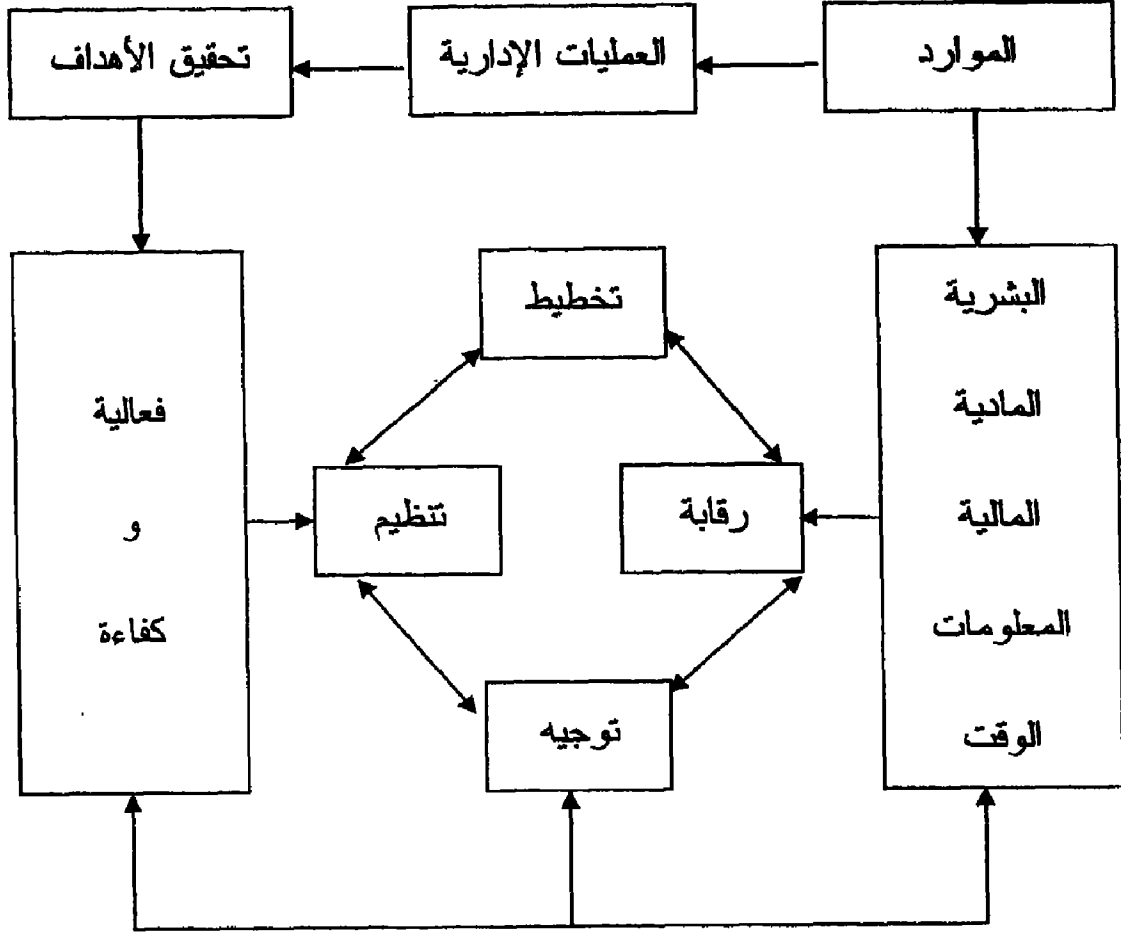 الموارد
العمليات الإدارية
تحقيق الأهداف
البشرية
المادية
المالية
المعلومات
الوقت
تخطيط
رقابة
تنظيم
توجيه
فعالية
و
كفاءة